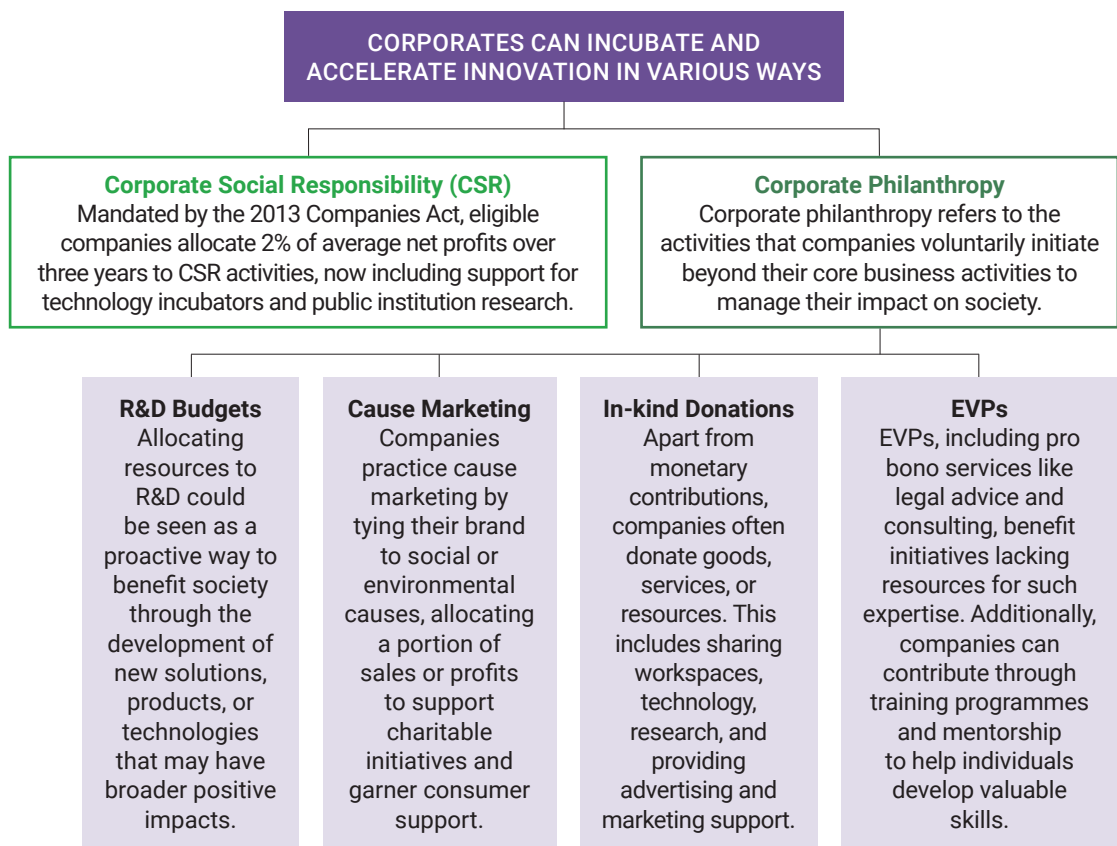 CORPORATES CAN INCUBATE AND
ACCELERATE INNOVATION IN VARIOUS WAYS
Corporate Social Responsibility (CSR)
Mandated by the 2013 Companies Act, eligible
companies allocate 2% of average net profits over
three years to CSR activities, now including support for
technology incubators and public institution research.
Corporate Philanthropy
Corporate philanthropy refers to the
activities that companies voluntarily initiate
beyond their core business activities to
manage their impact on society.
R&D Budgets
Allocating
resources to
R&D could
be seen as a
proactive way to
benefit society
through the
development of
new solutions,
products, or
technologies
that may have
broader positive
impacts.
Cause Marketing
Companies
practice cause
marketing by
tying their brand
to social or
environmental
causes, allocating
a portion of
sales or profits
to support
charitable
initiatives and
garner consumer
support.
In-kind Donations
Apart from
monetary
contributions,
companies often
donate goods,
services, or
resources. This
includes sharing
workspaces,
technology,
research, and
providing
advertising and
marketing support.
EVPs
EVPs, including pro
bono services like
legal advice and
consulting, benefit
initiatives lacking
resources for such
expertise. Additionally,
companies can
contribute through
training programmes
and mentorship
to help individuals
develop valuable
skills.